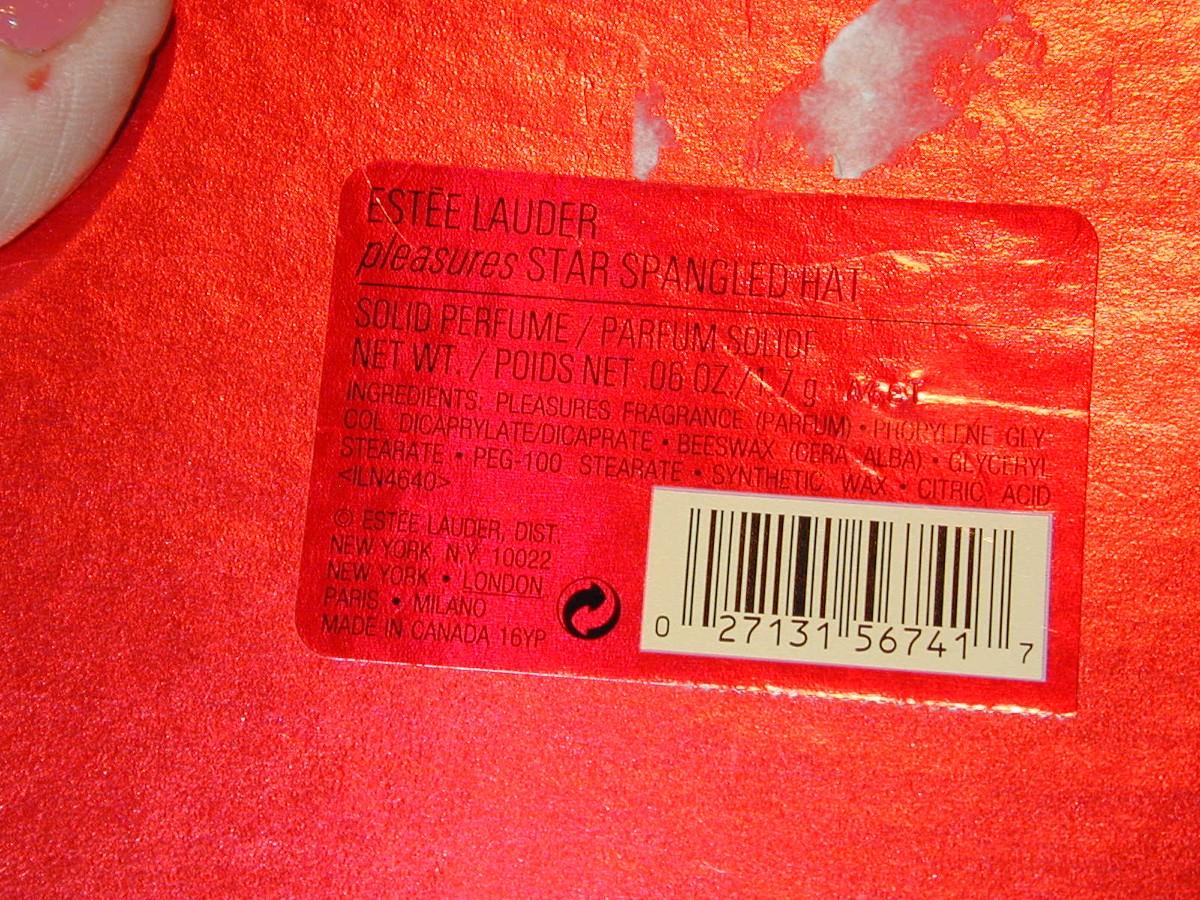 ESTĒE LAUDER
pleasures STAR SPANGLED HAT
SOLID PERFUME / PARFUM SOLIDE
NET WT. / POIDS NET .06 OZ./1.7 g
INGREDIENTS: PLEASURES FRAGRANCE (PARFUM) • PROPYLENE GLY-
COL DICAPRYLATE/DICAPRATE • BEESWAX (CERA ALBA) • GLYCERYL
STEARATE • PEG-100 STEARATE • SYNTHETIC WAX • CITRIC ACID
<ILN4640>
© ESTĒE LAUDER, DIST.
NEW YORK, N.Y. 10022
NEW YORK • LONDON
PARIS • MILANO
MADE IN CANADA 16YP
0 27131 56741 7